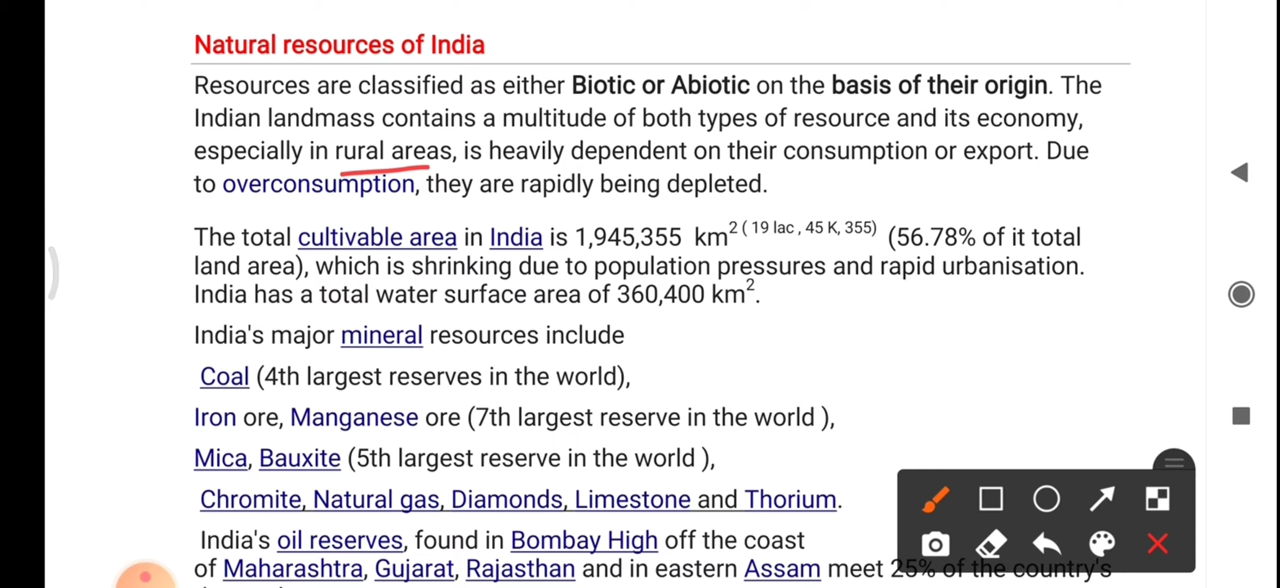 Natural resources of India
Resources are classified as either Biotic or Abiotic on the basis of their origin. The
Indian landmass contains a multitude of both types of resource and its economy,
especially in rural areas, is heavily dependent on their consumption or export. Due
to overconsumption, they are rapidly being depleted.
The total cultivable area in India is 1,945,355 km2 ( 19 lac , 45 K, 355) (56.78% of it total
land area), which is shrinking due to population pressures and rapid urbanisation.
India has a total water surface area of 360,400 km2.
India's major mineral resources include
Coal (4th largest reserves in the world),
Iron ore, Manganese ore (7th largest reserve in the world ),
Mica, Bauxite (5th largest reserve in the world ),
Chromite, Natural gas, Diamonds, Limestone and Thorium.
India's oil reserves, found in Bombay High off the coast
of Maharashtra, Gujarat, Rajasthan and in eastern Assam meet 25% of the country's